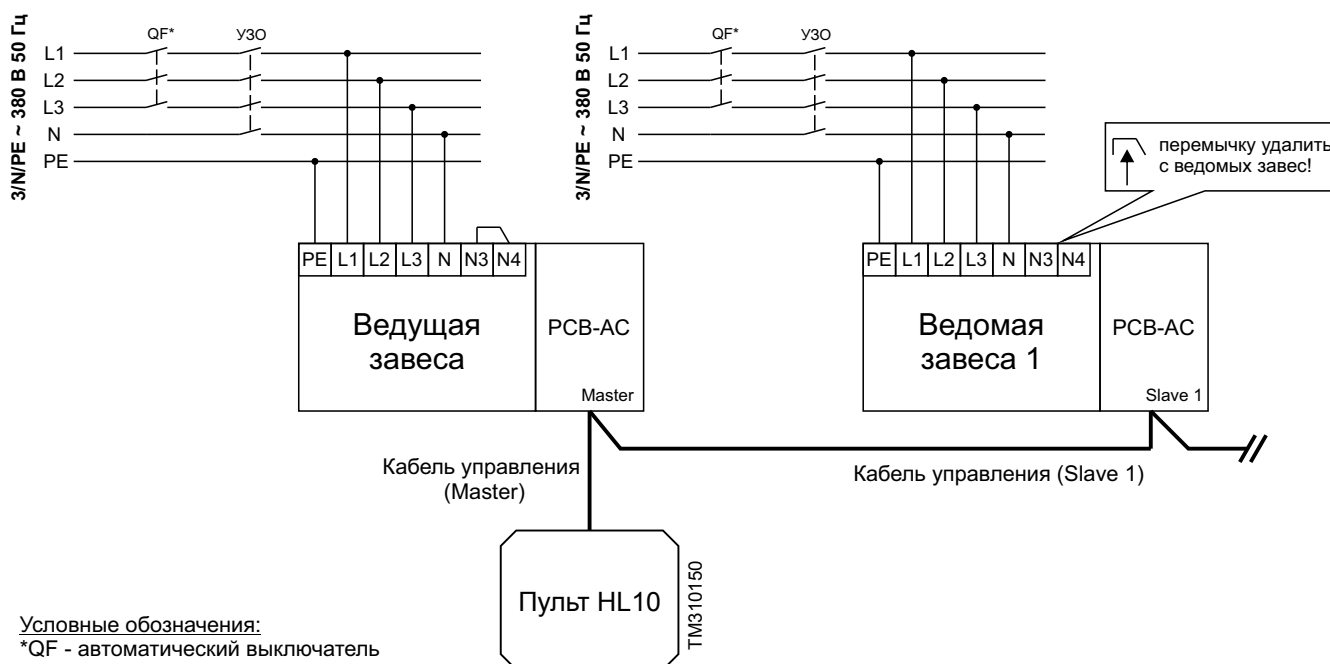 3/N/PE ~ 380 В 50 Гц
QF*
УЗО
L1
L2
L3
N
PE
3/N/PE ~ 380 В 50 Гц
QF*
УЗО
L1
L2
L3
N
PE
перемычку удалить
с ведомых завес!
PE L1 L2 L3 N N3 N4
Ведущая
завеса
PCB-AC
Master
PE L1 L2 L3 N N3 N4
Ведомая
завеса 1
PCB-AC
Slave 1
Кабель управления
(Master)
Кабель управления (Slave 1)
Пульт HL10
TM310150
Условные обозначения:
*QF - автоматический выключатель